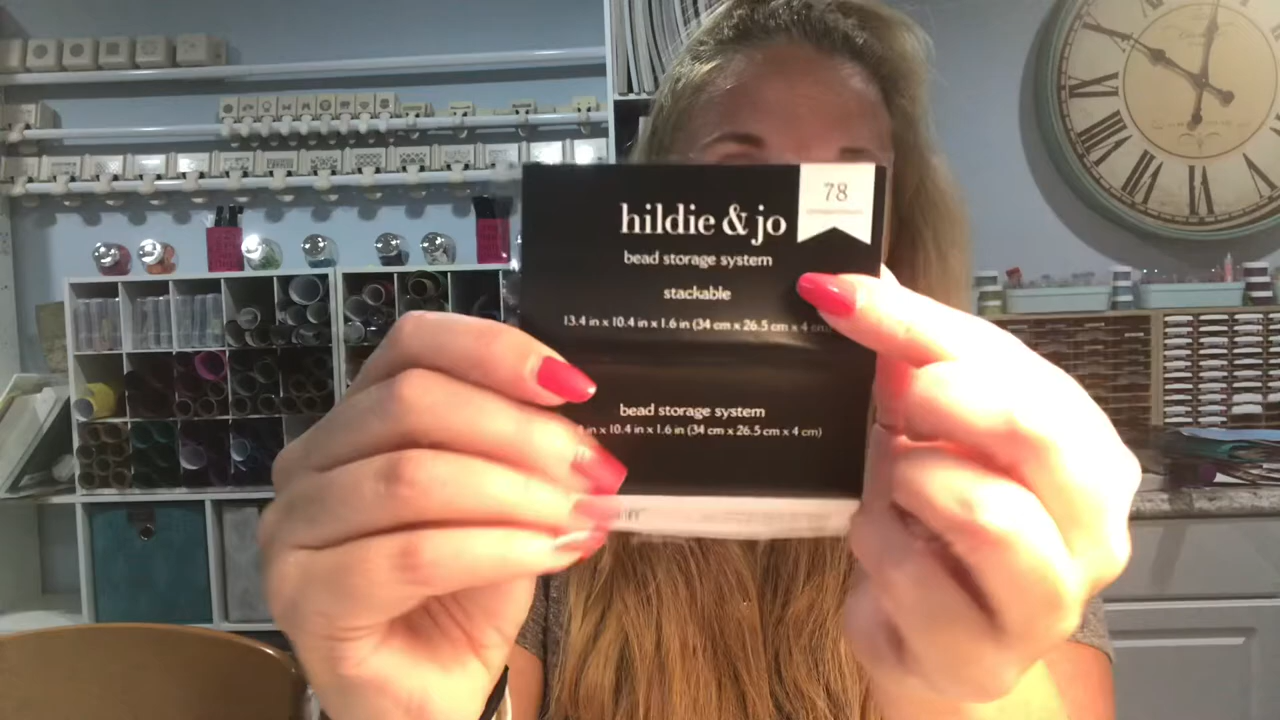 78
hildie & jo
bead storage system
stackable
13.4 in x 10.4 in x 1.6 in (34 cm x 26.5 cm x 4 cm)
bead storage system
in x 10.4 in x 1.6 in (34 cm x 26.5 cm x 4 cm)